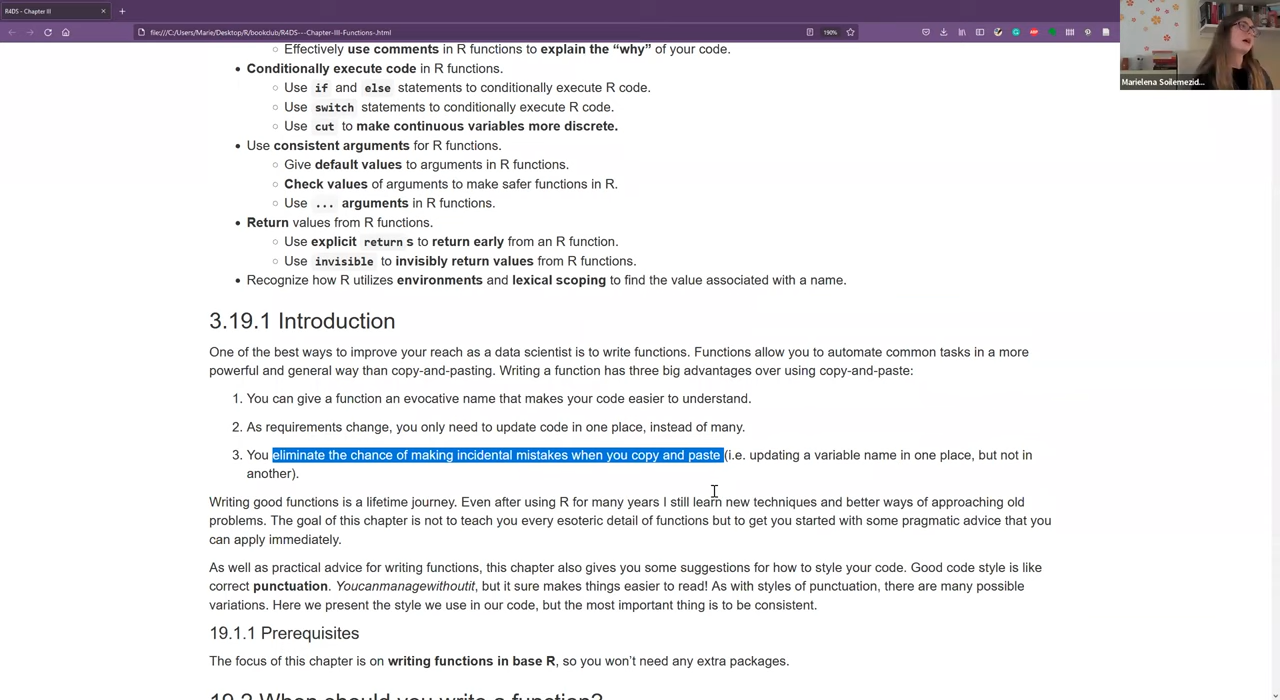 R4DS - Chapter III
file:///C:/Users/Marie/Desktop/R/bookclub/R4DS---Chapter-III-Functions-.html
190%
Marielena Soilemezid...
Effectively use comments in R functions to explain the “why” of your code.
Conditionally execute code in R functions.
Use if and else statements to conditionally execute R code.
Use switch statements to conditionally execute R code.
Use cut to make continuous variables more discrete.
Use consistent arguments for R functions.
Give default values to arguments in R functions.
Check values of arguments to make safer functions in R.
Use ... arguments in R functions.
Return values from R functions.
Use explicit return s to return early from an R function.
Use invisible to invisibly return values from R functions.
Recognize how R utilizes environments and lexical scoping to find the value associated with a name.
3.19.1 Introduction
One of the best ways to improve your reach as a data scientist is to write functions. Functions allow you to automate common tasks in a more
powerful and general way than copy-and-pasting. Writing a function has three big advantages over using copy-and-paste:
1. You can give a function an evocative name that makes your code easier to understand.
2. As requirements change, you only need to update code in one place, instead of many.
3. You eliminate the chance of making incidental mistakes when you copy and paste (i.e. updating a variable name in one place, but not in
another).
Writing good functions is a lifetime journey. Even after using R for many years I still learn new techniques and better ways of approaching old
problems. The goal of this chapter is not to teach you every esoteric detail of functions but to get you started with some pragmatic advice that you
can apply immediately.
As well as practical advice for writing functions, this chapter also gives you some suggestions for how to style your code. Good code style is like
correct punctuation. Youcanmanagewithoutit, but it sure makes things easier to read! As with styles of punctuation, there are many possible
variations. Here we present the style we use in our code, but the most important thing is to be consistent.
19.1.1 Prerequisites
The focus of this chapter is on writing functions in base R, so you won’t need any extra packages.
19.2 When should you write a function?